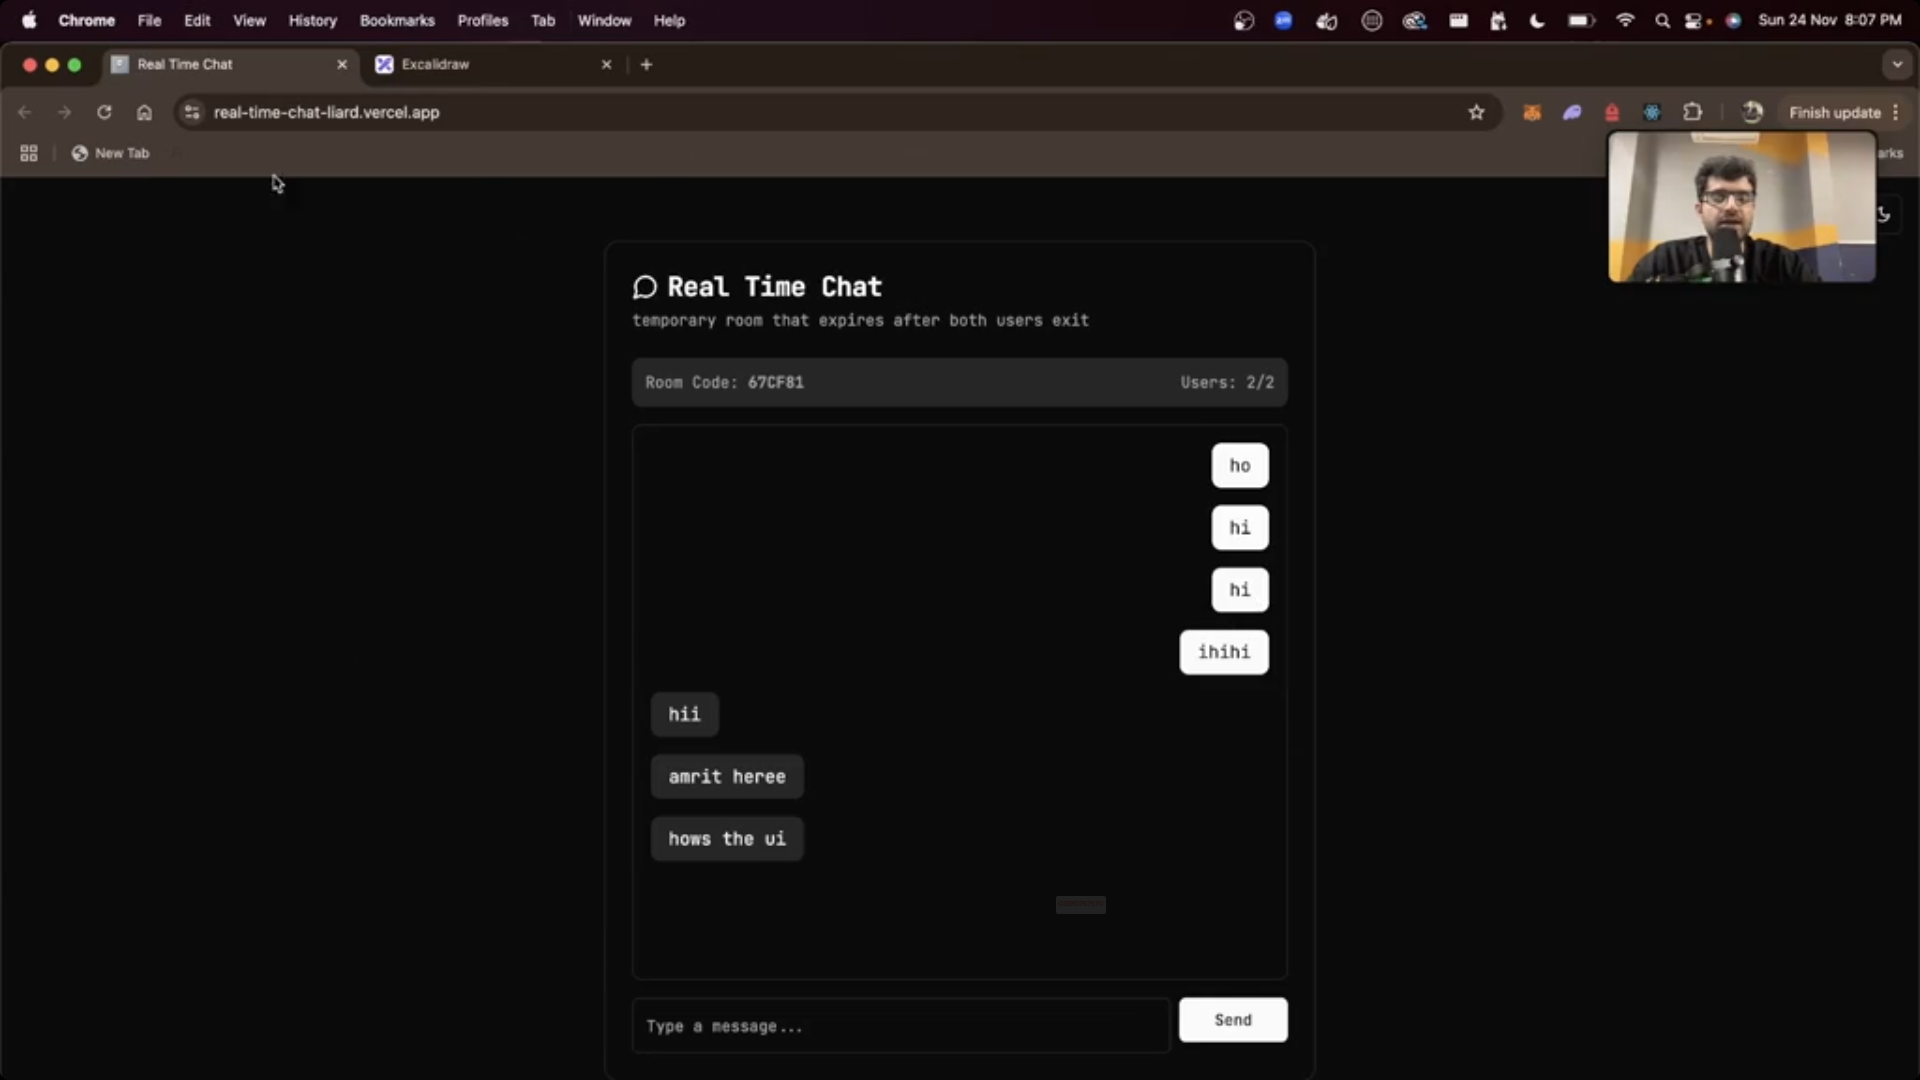 Chrome File Edit View History Bookmarks Profiles Tab Window Help Sun 24 Nov 8:07 PM
Real Time Chat Excalidraw
real-time-chat-liard.vercel.app Finish update
New Tab arks
Real Time Chat
temporary room that expires after both users exit
Room Code: 67CF81 Users: 2/2
ho
hi
hi
ihihi
hii
amrit heree
hows the ui
Type a message... Send